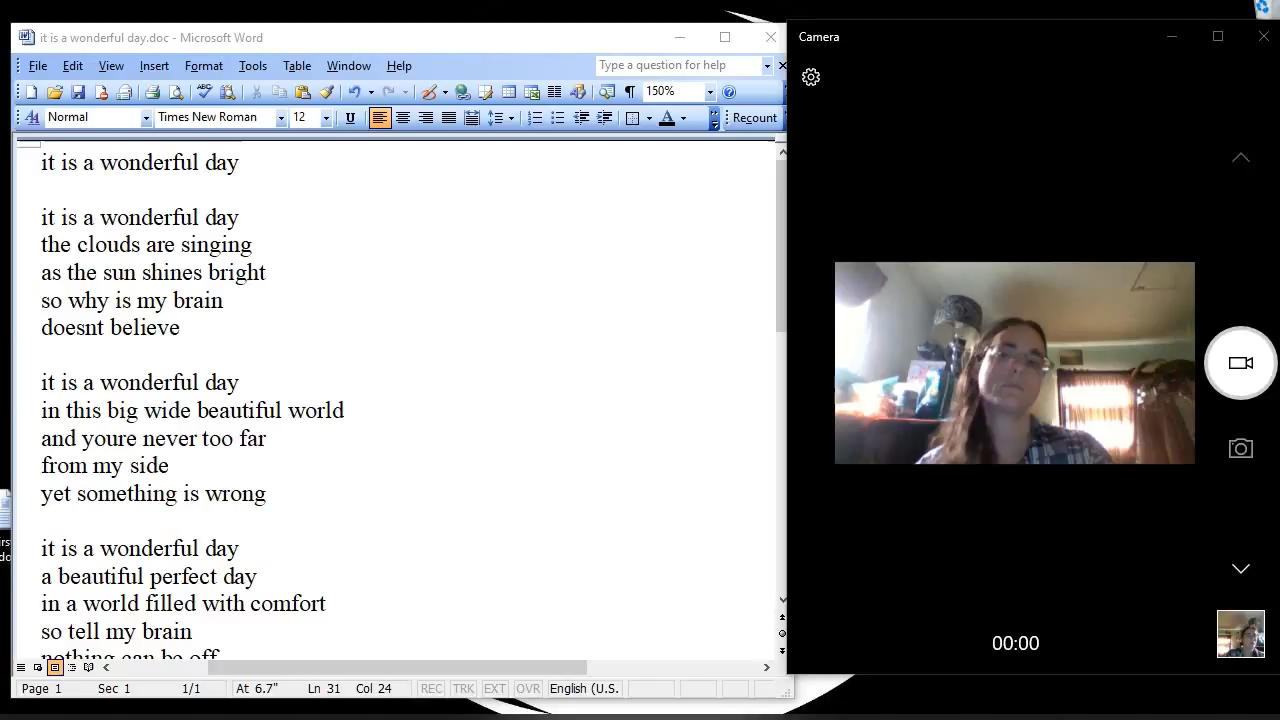 it is a wonderful day.doc - Microsoft Word
File Edit View Insert Format Tools Table Window Help
Type a question for help
150%
Normal Times New Roman 12 U A Recount
it is a wonderful day
it is a wonderful day
the clouds are singing
as the sun shines bright
so why is my brain
doesnt believe
it is a wonderful day
in this big wide beautiful world
and youre never too far
from my side
yet something is wrong
it is a wonderful day
a beautiful perfect day
in a world filled with comfort
so tell my brain
nothing can be off
Page 1 Sec 1 1/1 At 6.7" Ln 31 Col 24 REC TRK EXT OVR English (U.S.
Camera
00:00